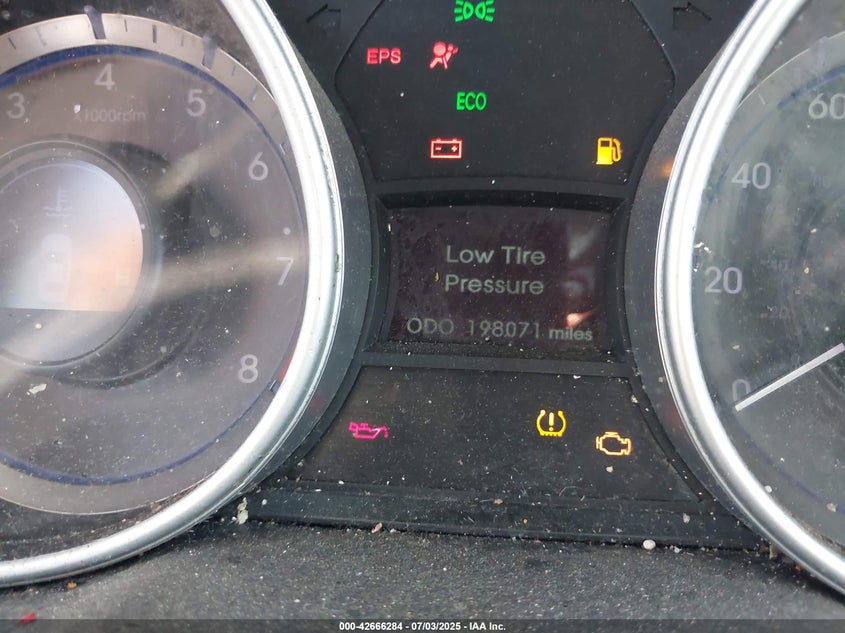 EPS
ECO
3
4
5
6
7
8
x1000rpm
Low Tire
Pressure
ODO 198071 miles
60
40
20
0
000-42666284 - 07/03/2025 - IAA Inc.